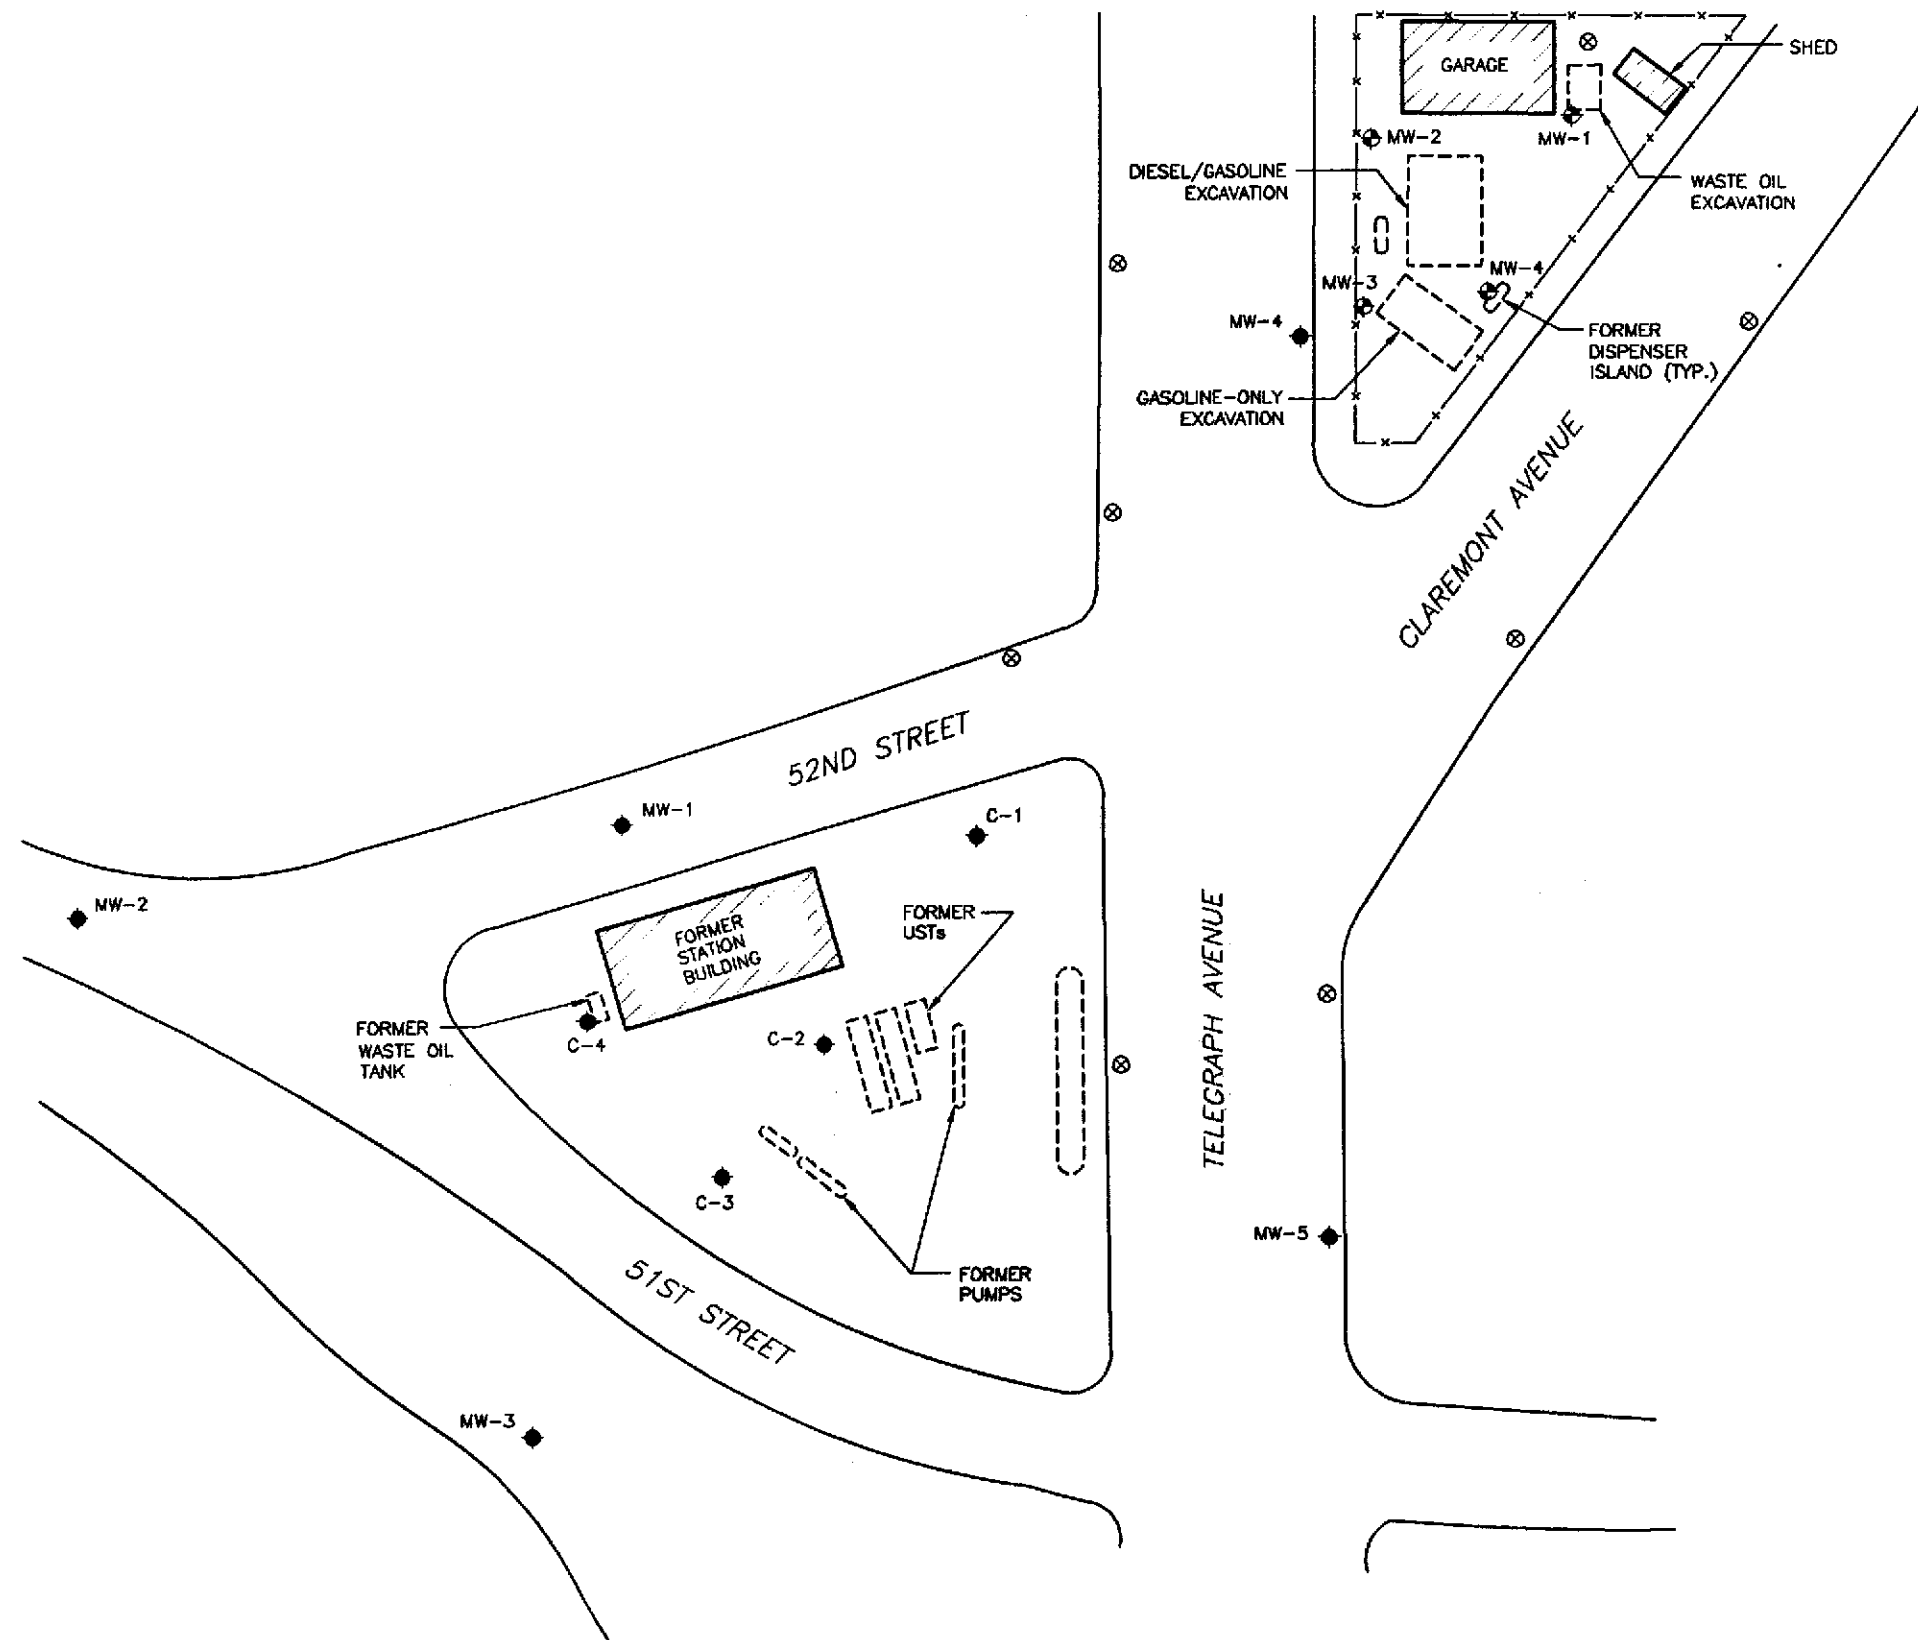 SHED
GARAGE
MW-1
MW-2
DIESEL/GASOLINE
EXCAVATION
WASTE OIL
EXCAVATION
MW-4
MW-3
MW-4
FORMER
DISPENSER
ISLAND (TYP.)
GASOLINE-ONLY
EXCAVATION
CLAREMONT AVENUE
52ND STREET
MW-1
C-1
MW-2
FORMER
USTs
FORMER
STATION
BUILDING
TELEGRAPH AVENUE
FORMER
WASTE OIL
TANK
C-4
C-2
C-3
MW-5
FORMER
PUMPS
51ST STREET
MW-3